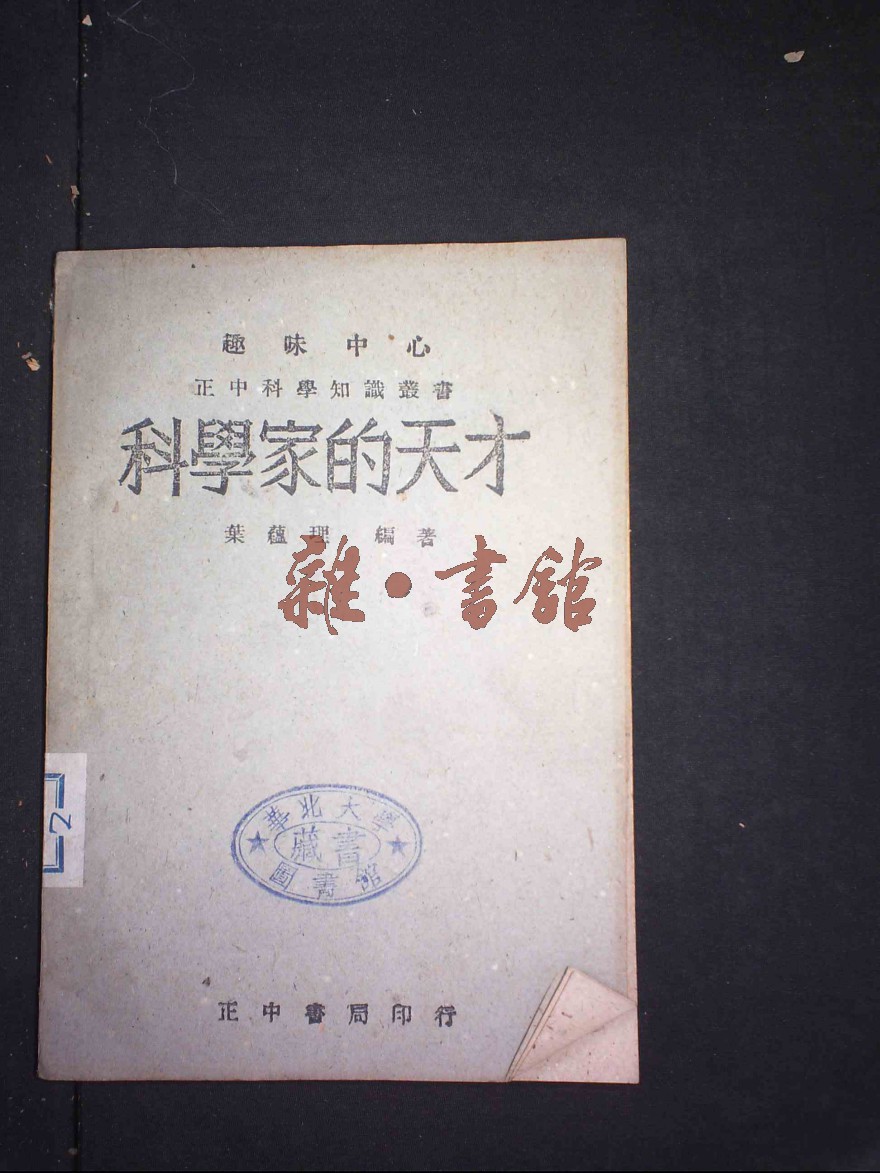 趣味中心
正中科學知識叢書
科學家的天才
葉蘊理 編著
雜·書館
華北大學
藏書
圖書館
正中書局印行
2